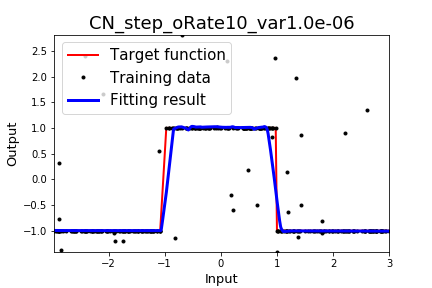 CN_step_oRate10_var1.0e-06
Target function
Training data
Fitting result
Output
2.5
2.0
1.5
1.0
0.5
0.0
−0.5
−1.0
−2 −1 0 1 2 3
Input